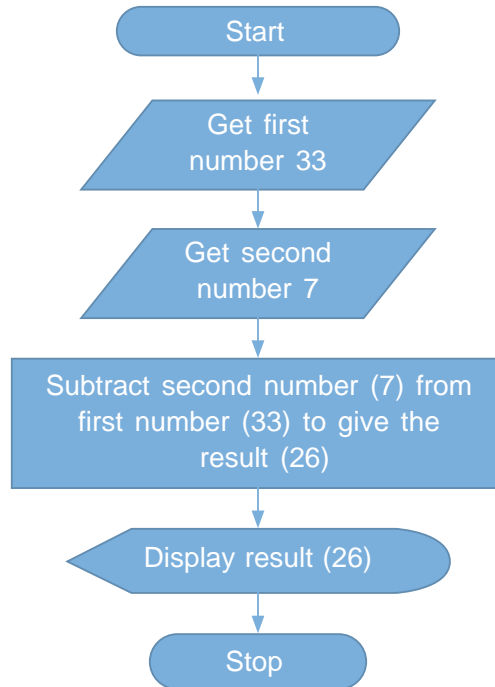 Start
Get first
number 33
Get second
number 7
Subtract second number (7) from
first number (33) to give the
result (26)
Display result (26)
Stop